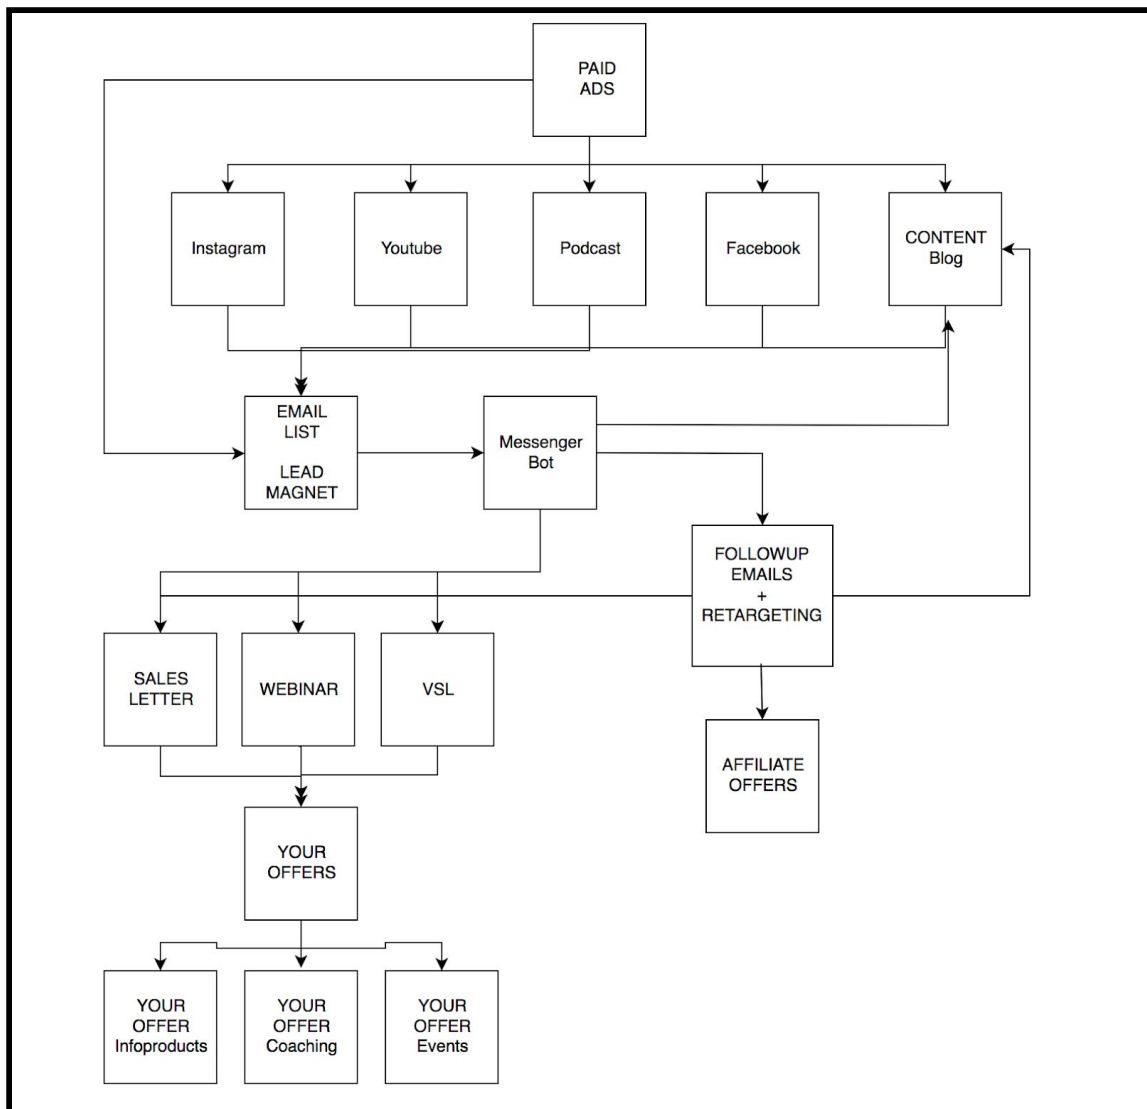 PAID
ADS
Instagram
Youtube
Podcast
Facebook
CONTENT
Blog
EMAIL
LIST
LEAD
MAGNET
Messenger
Bot
FOLLOWUP
EMAILS
+
RETARGETING
SALES
LETTER
WEBINAR
VSL
AFFILIATE
OFFERS
YOUR
OFFERS
YOUR
OFFER
Infoproducts
YOUR
OFFER
Coaching
YOUR
OFFER
Events